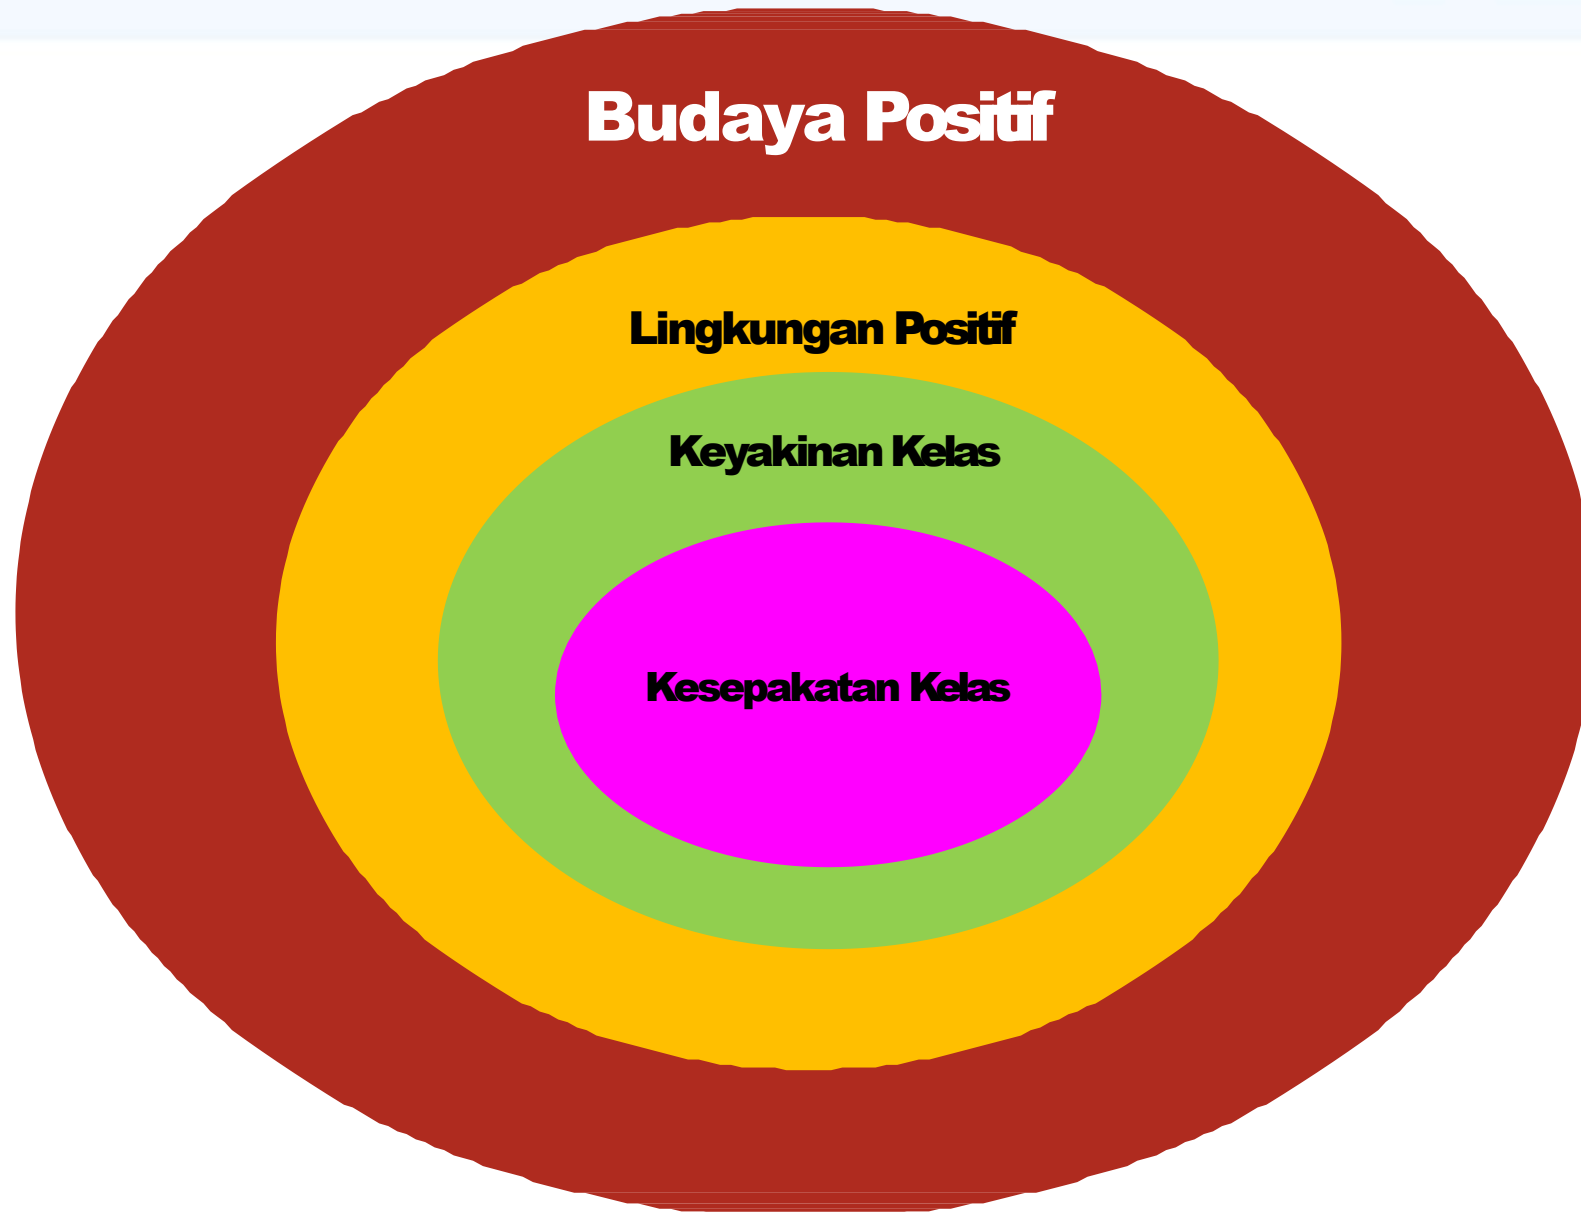 Budaya Positif
Lingkungan Positif
Keyakinan Kelas
Kesepakatan Kelas